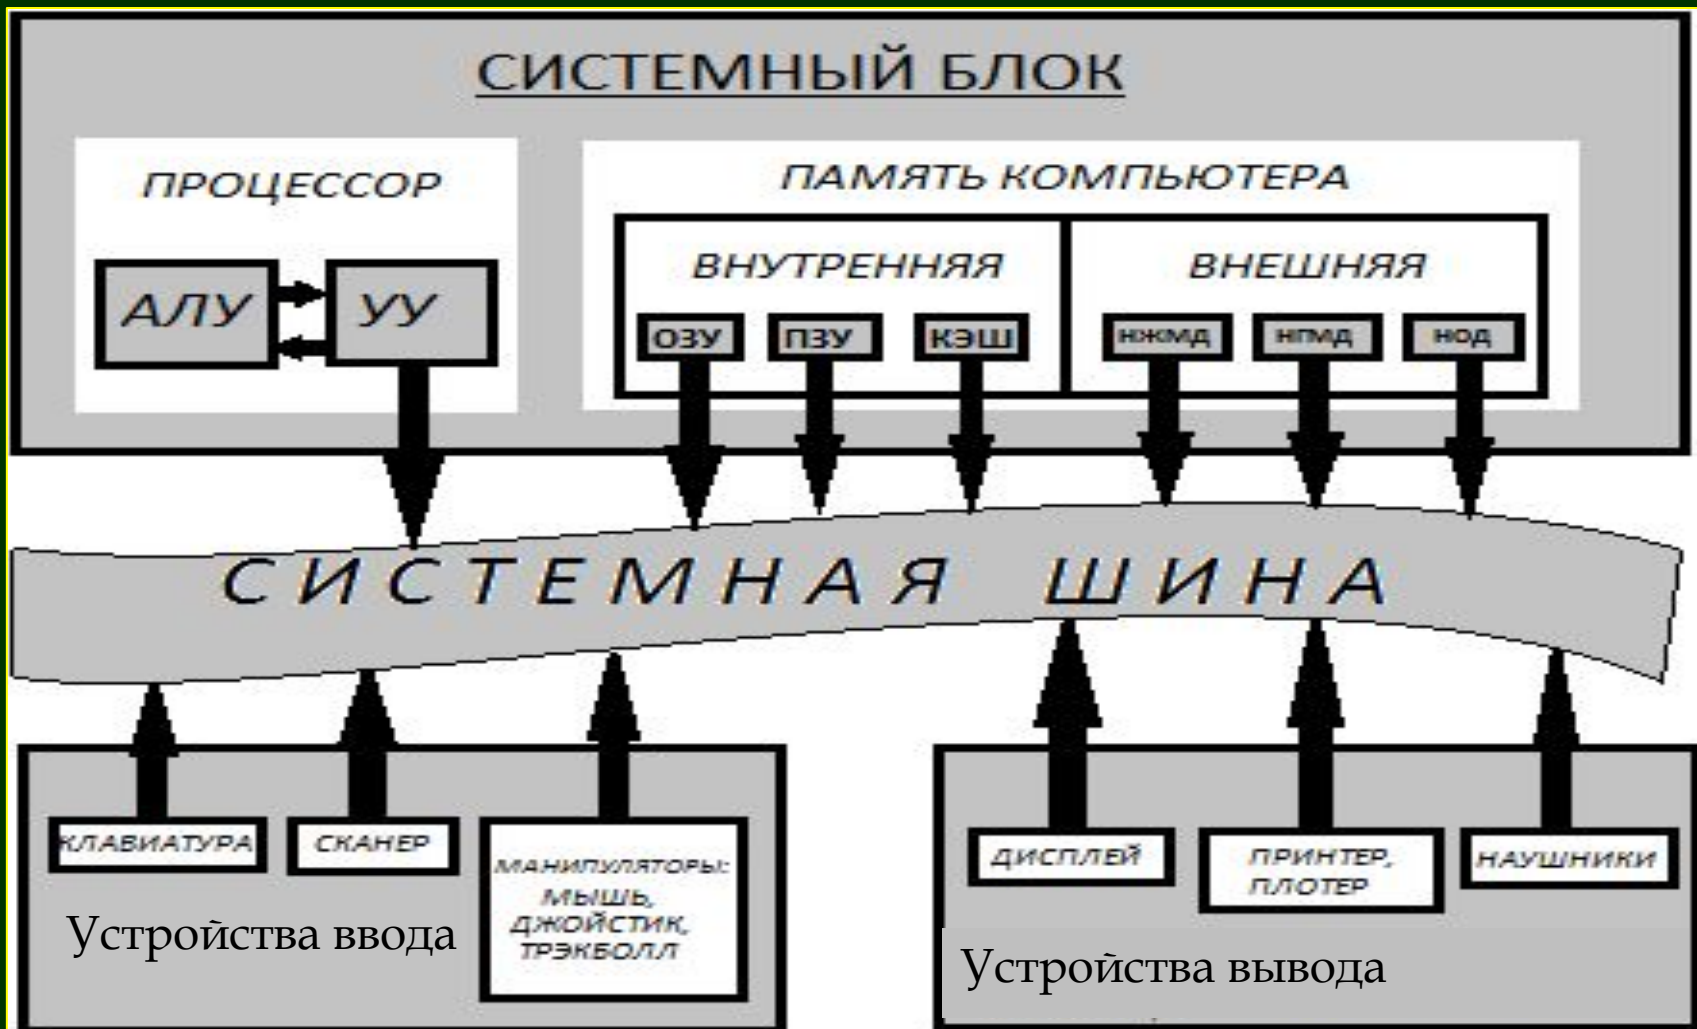 СИСТЕМНЫЙ БЛОК
ПРОЦЕССОР
АЛУ
УУ
ПАМЯТЬ КОМПЬЮТЕРА
ВНУТРЕННЯЯ
ВНЕШНЯЯ
ОЗУ
ПЗУ
КЭШ
НЖМД
НГМД
НОД
СИСТЕМНАЯ ШИНА
КЛАВИАТУРА
СКАНЕР
МАНИПУЛЯТОРЫ:
МЫШЬ,
ДЖОЙСТИК,
ТРЭКБОЛЛ
Устройства ввода
ДИСПЛЕЙ
ПРИНТЕР,
ПЛОТЕР
НАУШНИКИ
Устройства вывода